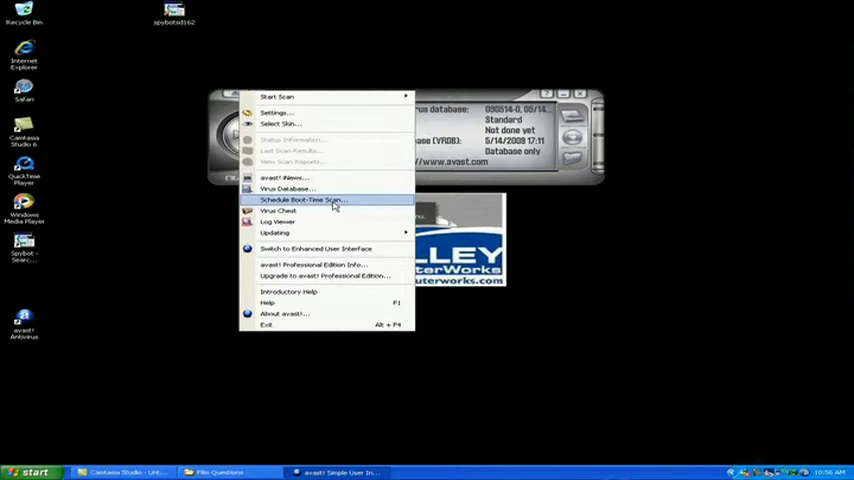 Recycle Bin
spybotsd162
Internet
Explorer
Safari
Camtasia
Studio 6
QuickTime
Player
Windows
Media Player
Spybot -
Searc...
avast!
Antivirus
Start Scan
Settings...
Select Skin...
Status Information...
Last Scan Results...
View Scan Reports...
avast! iNews...
Virus Database...
Schedule Boot-Time Scan...
Virus Chest
Log Viewer
Updating
Switch to Enhanced User Interface
avast! Professional Edition Info...
Upgrade to avast! Professional Edition...
Introductory Help
Help F1
About avast!...
Exit Alt + F4
irus database: 090514-0, 05/14...
Standard
Not done yet
base (VRDB): 5/14/2009 17:11
Database only
//www.avast.com
LLEY
uterWorks
uterworks.com
start
Camtasia Studio - Unt...
Film Questions
avast! Simple User In...
10:56 AM